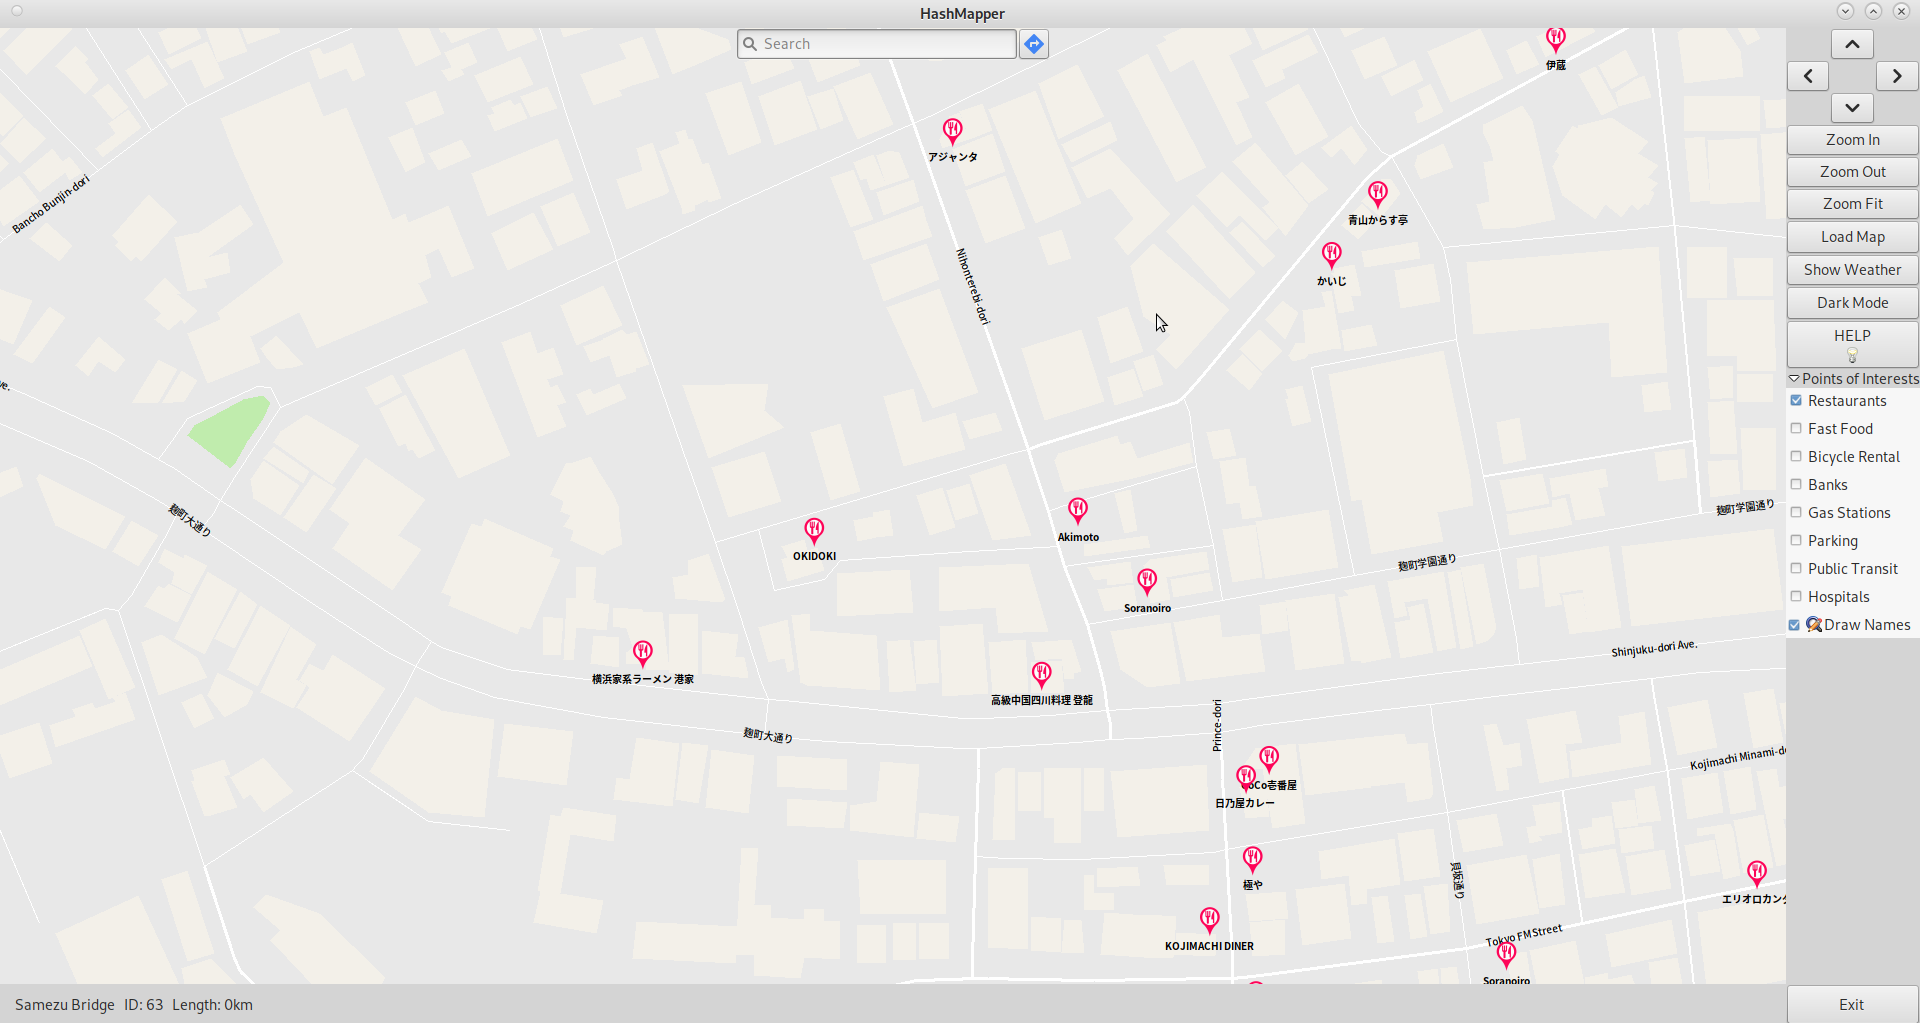 HashMapper
Search
伊蔵
アジャンタ
Bancho Bunjin-dori
青山からす亭
かいじ
Nihonterebi-dori
ve.
麹町大通り
OKIDOKI
Akimoto
Soranoiro
麹町学園通り
麹町学園通り
横浜家系ラーメン 港家
高級中国四川料理 登龍
Shinjuku-dori Ave.
麹町大通り
Prince-dori
CoCo壱番屋
日乃屋カレー
Kojimachi Minami-do
極や
貝坂通り
エリオロカンダ
KOJIMACHI DINER
Tokyo FM Street
Soranoiro
Zoom In
Zoom Out
Zoom Fit
Load Map
Show Weather
Dark Mode
HELP
Points of Interests
Restaurants
Fast Food
Bicycle Rental
Banks
Gas Stations
Parking
Public Transit
Hospitals
Draw Names
Samezu Bridge ID: 63 Length: 0km
Exit